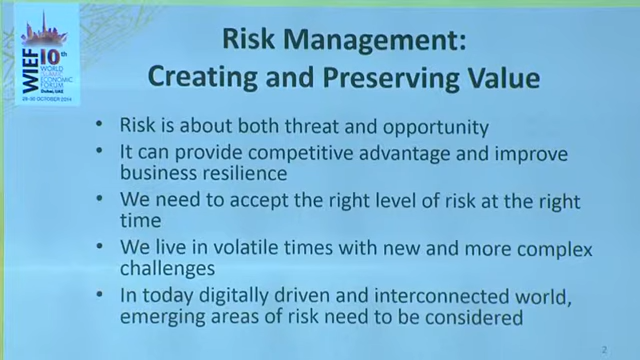 WIEF
10th
WORLD
ISLAMIC
ECONOMIC
FORUM
Dubai, UAE
28-30 OCTOBER 2014
Risk Management:
Creating and Preserving Value
• Risk is about both threat and opportunity
• It can provide competitive advantage and improve
business resilience
• We need to accept the right level of risk at the right
time
• We live in volatile times with new and more complex
challenges
• In today digitally driven and interconnected world,
emerging areas of risk need to be considered
2